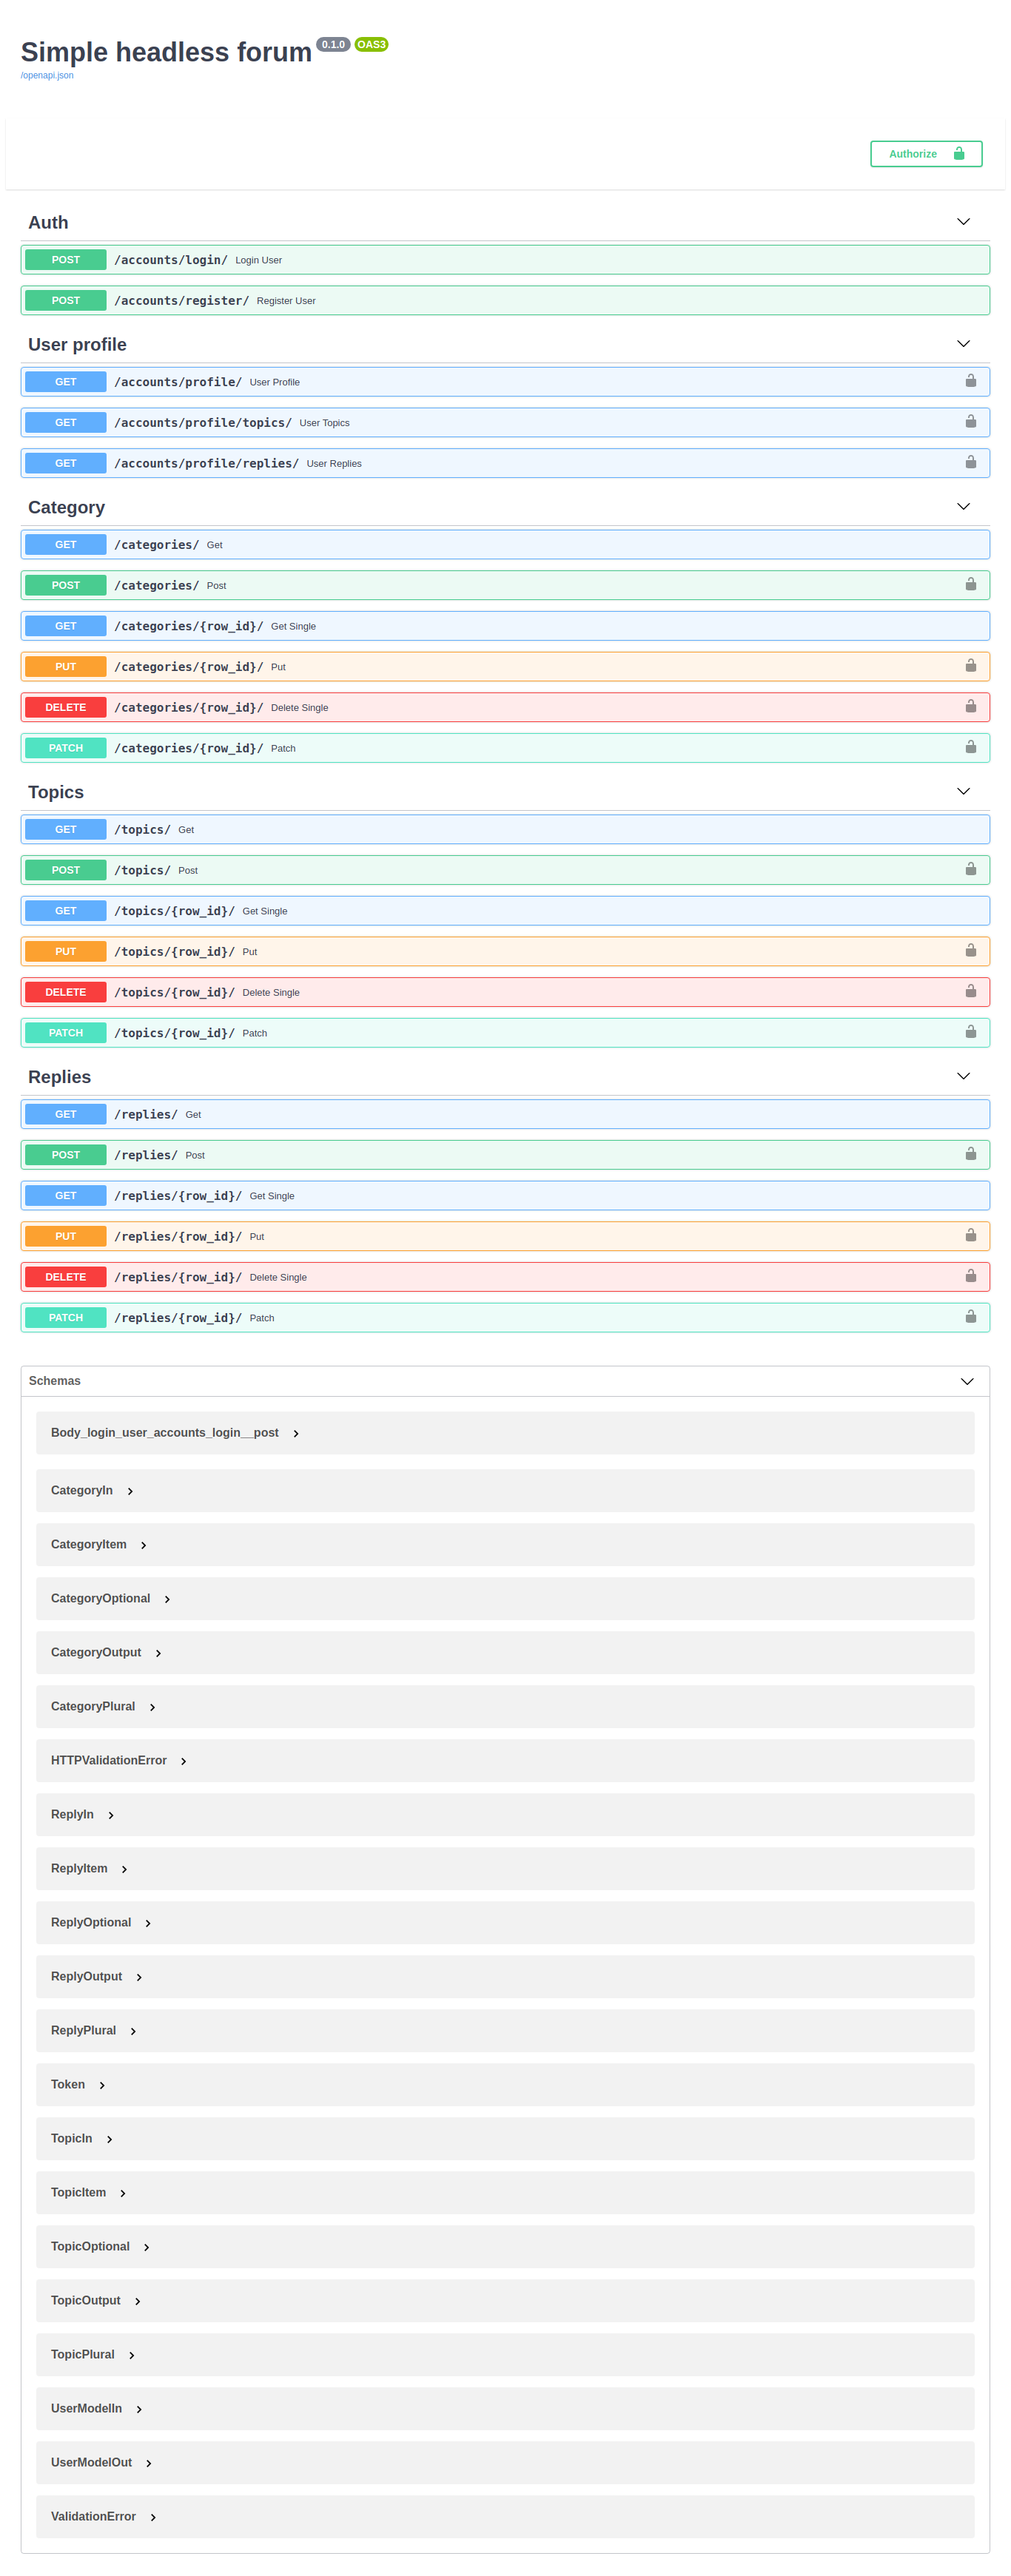 Simple headless forum 0.1.0 OAS3
/openapi.json
Authorize
Auth
POST /accounts/login/ Login User
POST /accounts/register/ Register User
User profile
GET /accounts/profile/ User Profile
GET /accounts/profile/topics/ User Topics
GET /accounts/profile/replies/ User Replies
Category
GET /categories/ Get
POST /categories/ Post
GET /categories/{row_id}/ Get Single
PUT /categories/{row_id}/ Put
DELETE /categories/{row_id}/ Delete Single
PATCH /categories/{row_id}/ Patch
Topics
GET /topics/ Get
POST /topics/ Post
GET /topics/{row_id}/ Get Single
PUT /topics/{row_id}/ Put
DELETE /topics/{row_id}/ Delete Single
PATCH /topics/{row_id}/ Patch
Replies
GET /replies/ Get
POST /replies/ Post
GET /replies/{row_id}/ Get Single
PUT /replies/{row_id}/ Put
DELETE /replies/{row_id}/ Delete Single
PATCH /replies/{row_id}/ Patch
Schemas
Body_login_user_accounts_login__post
CategoryIn
CategoryItem
CategoryOptional
CategoryOutput
CategoryPlural
HTTPValidationError
ReplyIn
ReplyItem
ReplyOptional
ReplyOutput
ReplyPlural
Token
TopicIn
TopicItem
TopicOptional
TopicOutput
TopicPlural
UserModelIn
UserModelOut
ValidationError